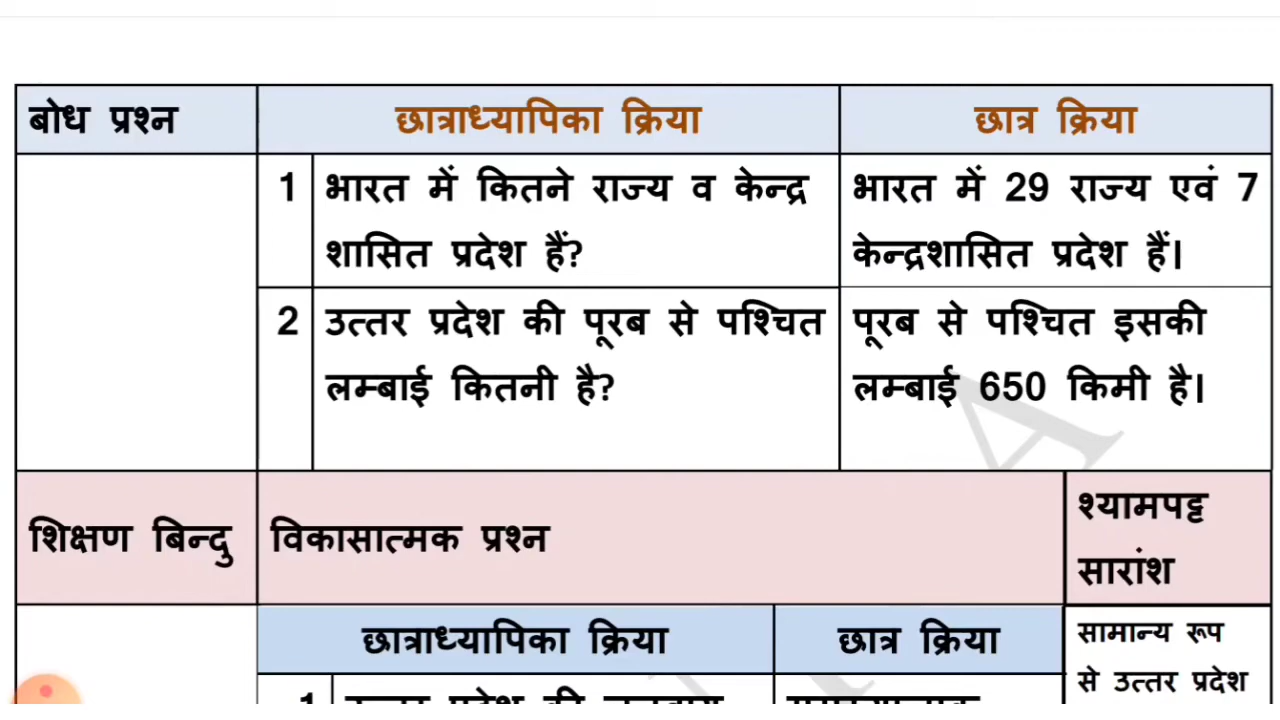 बोध प्रश्न छात्राध्यापिका क्रिया छात्र क्रिया
1 भारत में कितने राज्य व केन्द्र
शासित प्रदेश हैं?
भारत में 29 राज्य एवं 7
केन्द्रशासित प्रदेश हैं।
2 उत्तर प्रदेश की पूरब से पश्चित
लम्बाई कितनी है?
पूरब से पश्चित इसकी
लम्बाई 650 किमी है।
शिक्षण बिन्दु विकासात्मक प्रश्न
श्यामपट्ट
सारांश
छात्राध्यापिका क्रिया छात्र क्रिया
सामान्य रूप
से उत्तर प्रदेश